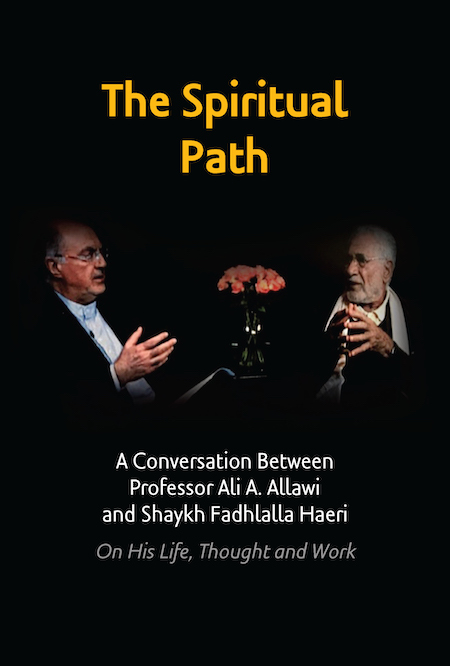 The Spiritual
Path
A Conversation Between
Professor Ali A. Allawi
and Shaykh Fadhlalla Haeri
On His Life, Thought and Work